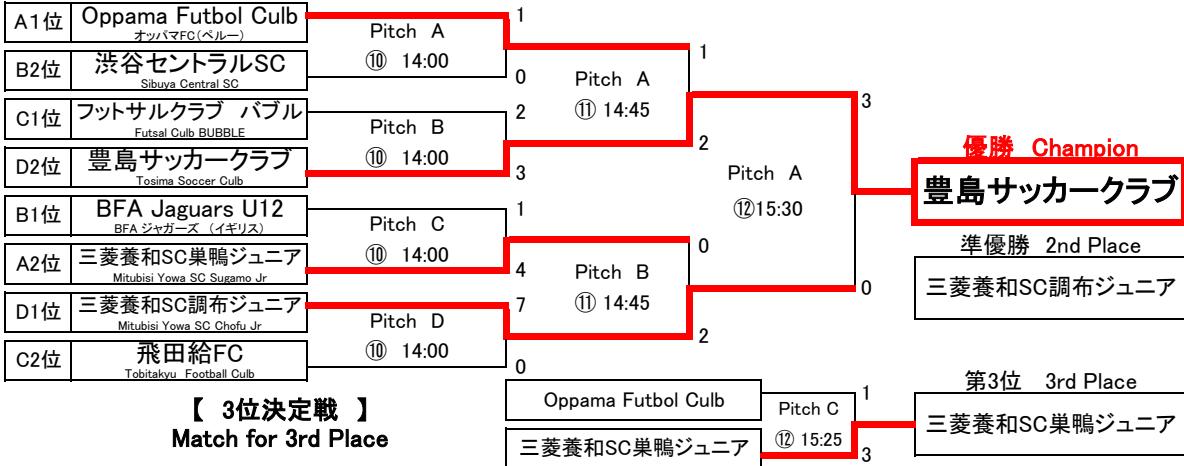 A1位 Oppama Futbol Culb
オッパマFC(ペルー)
B2位 渋谷セントラルSC
Sibuya Central SC
C1位 フットサルクラブ バブル
Futsal Culb BUBBLE
D2位 豊島サッカークラブ
Tosima Soccer Culb
B1位 BFA Jaguars U12
BFA ジャガーズ (イギリス)
A2位 三菱養和SC巣鴨ジュニア
Mitubisi Yowa SC Sugamo Jr
D1位 三菱養和SC調布ジュニア
Mitubisi Yowa SC Chofu Jr
C2位 飛田給FC
Tobitakyu Football Culb
Pitch A
⑩ 14:00
1
0
Pitch B
⑩ 14:00
2
3
Pitch C
⑩ 14:00
1
4
Pitch D
⑩ 14:00
7
0
Pitch A
⑪ 14:45
1
2
Pitch B
⑪ 14:45
0
2
Pitch A
⑫15:30
3
0
優勝 Champion
豊島サッカークラブ
準優勝 2nd Place
三菱養和SC調布ジュニア
【 3位決定戦 】
Match for 3rd Place
Oppama Futbol Culb
三菱養和SC巣鴨ジュニア
Pitch C
⑫ 15:25
1
3
第3位 3rd Place
三菱養和SC巣鴨ジュニア